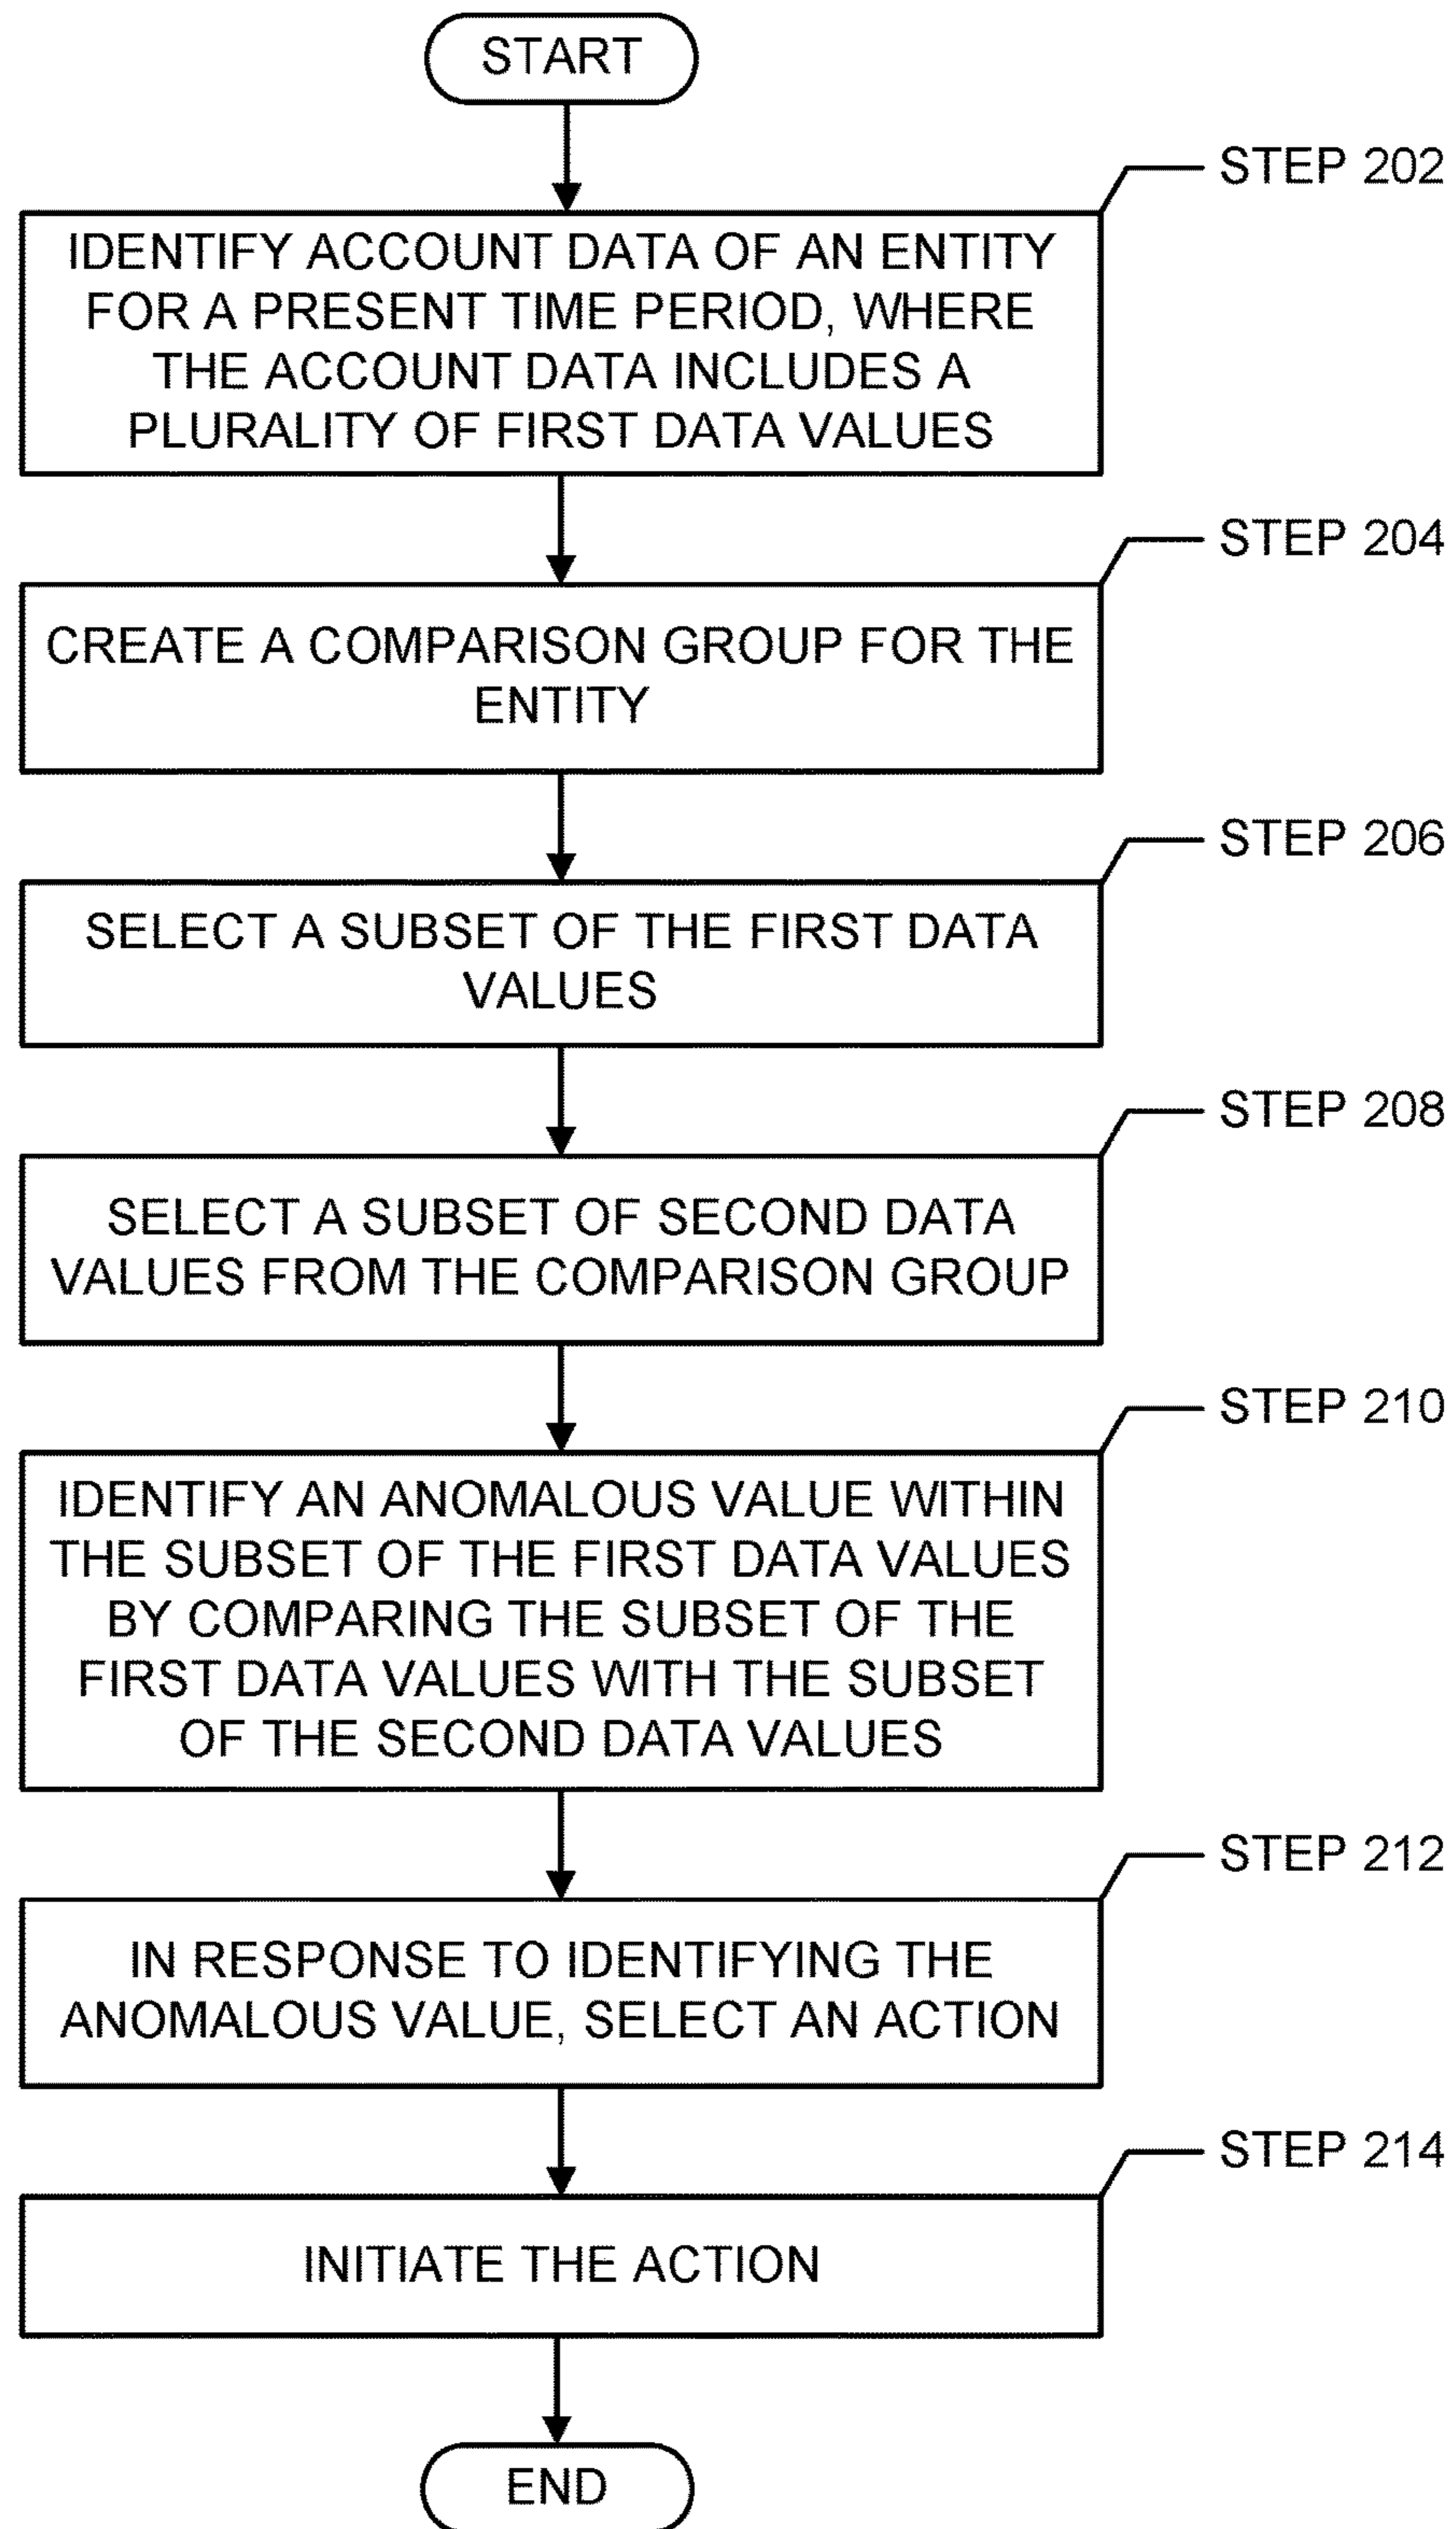 START
STEP 202
IDENTIFY ACCOUNT DATA OF AN ENTITY
FOR A PRESENT TIME PERIOD, WHERE
THE ACCOUNT DATA INCLUDES A
PLURALITY OF FIRST DATA VALUES
STEP 204
CREATE A COMPARISON GROUP FOR THE
ENTITY
STEP 206
SELECT A SUBSET OF THE FIRST DATA
VALUES
STEP 208
SELECT A SUBSET OF SECOND DATA
VALUES FROM THE COMPARISON GROUP
STEP 210
IDENTIFY AN ANOMALOUS VALUE WITHIN
THE SUBSET OF THE FIRST DATA VALUES
BY COMPARING THE SUBSET OF THE
FIRST DATA VALUES WITH THE SUBSET
OF THE SECOND DATA VALUES
STEP 212
IN RESPONSE TO IDENTIFYING THE
ANOMALOUS VALUE, SELECT AN ACTION
STEP 214
INITIATE THE ACTION
END